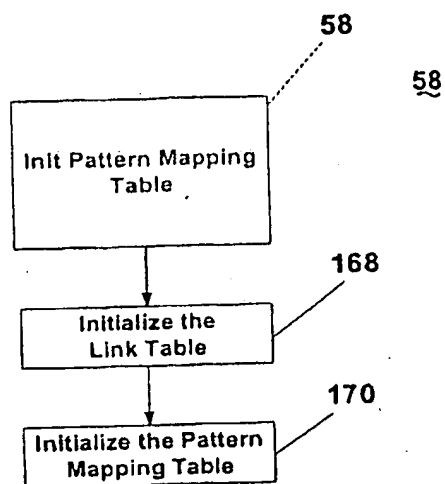 58
58
Init Pattern Mapping
Table
168
Initialize the
Link Table
170
Initialize the Pattern
Mapping Table